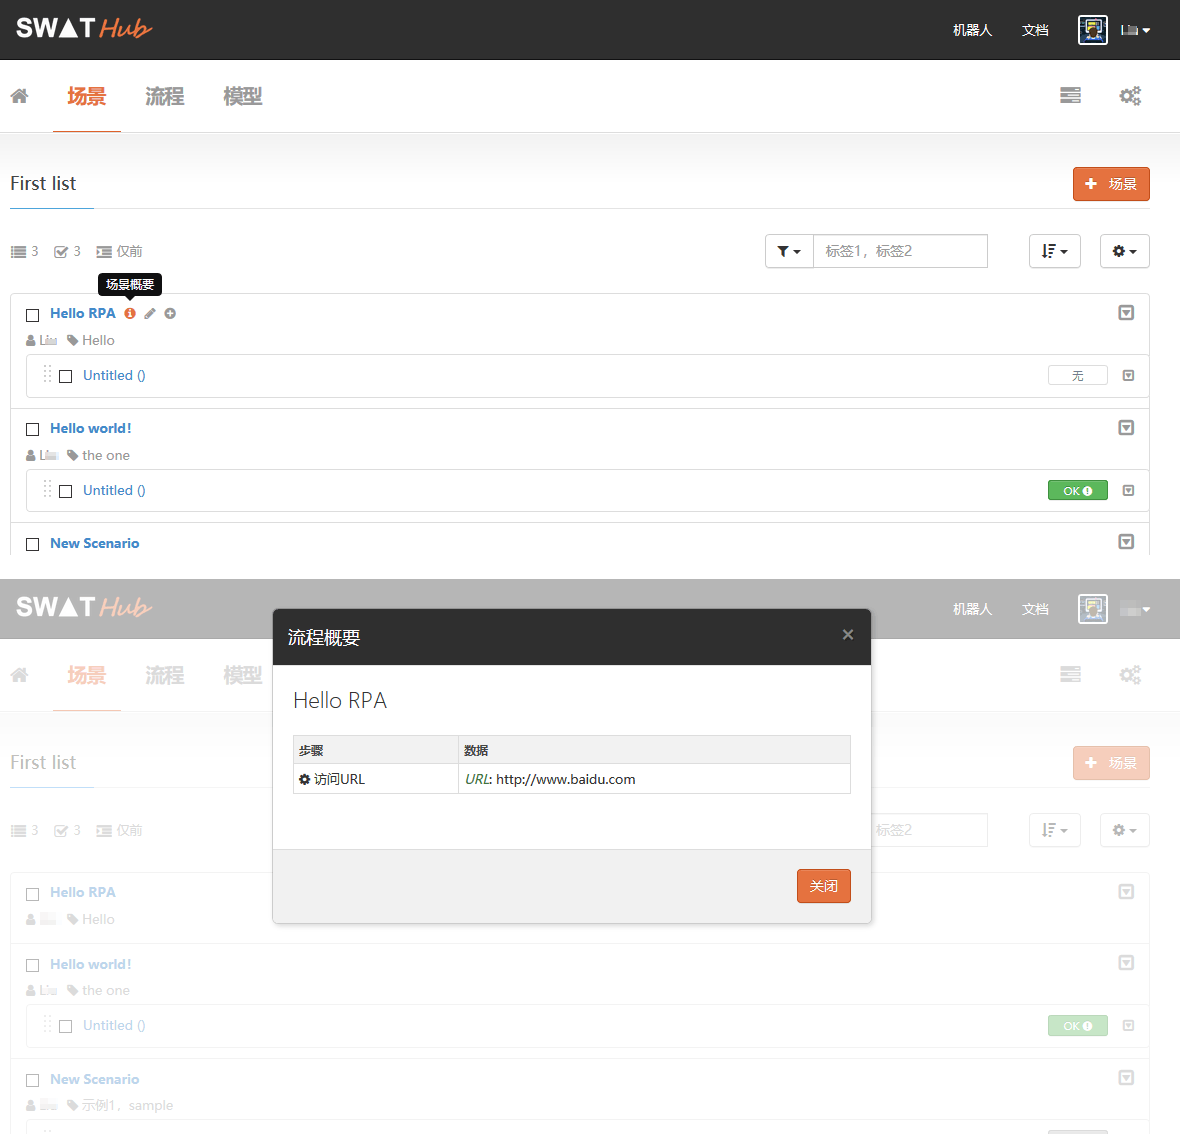 SWAT Hub 机器人 文档
场景 流程 模型
First list
+ 场景
3 3 仅前 标签1，标签2
场景概要
Hello RPA
Hello
Untitled () 无
Hello world!
the one
Untitled () OK
New Scenario
SWAT Hub 机器人 文档
场景 流程 模型
First list
+ 场景
3 3 仅前 标签2
流程概要 ×
Hello RPA
步骤 数据
访问URL URL: http://www.baidu.com
关闭
Hello RPA
Hello
Hello world!
the one
Untitled () OK
New Scenario
示例1，sample